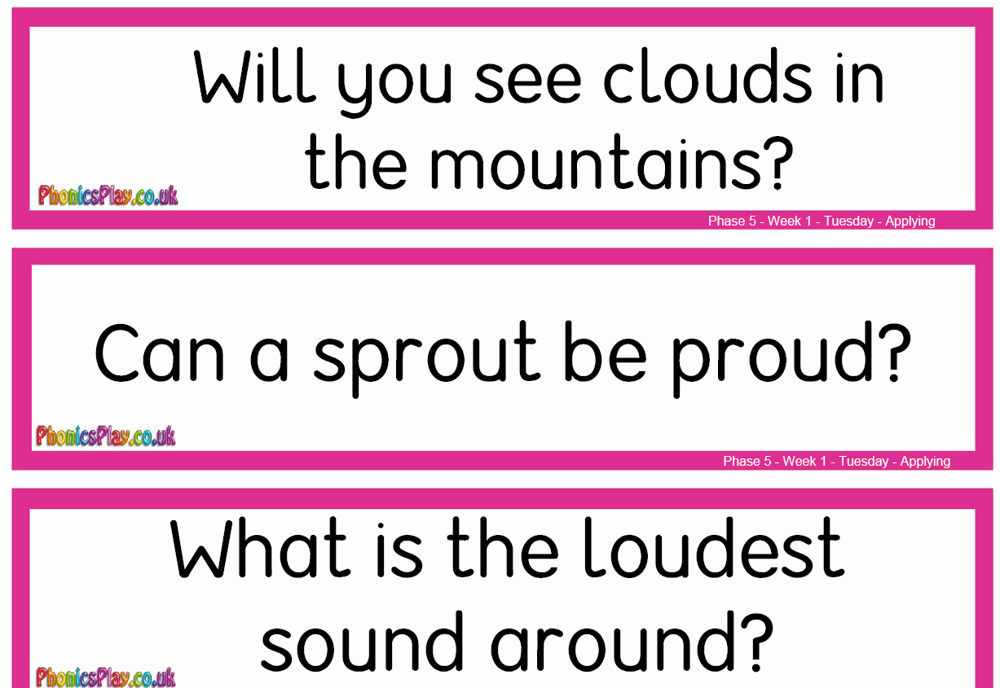 Will you see clouds in
the mountains?
PhonicsPlay.co.uk
Phase 5 - Week 1 - Tuesday - Applying
Can a sprout be proud?
PhonicsPlay.co.uk
Phase 5 - Week 1 - Tuesday - Applying
What is the loudest
sound around?
PhonicsPlay.co.uk